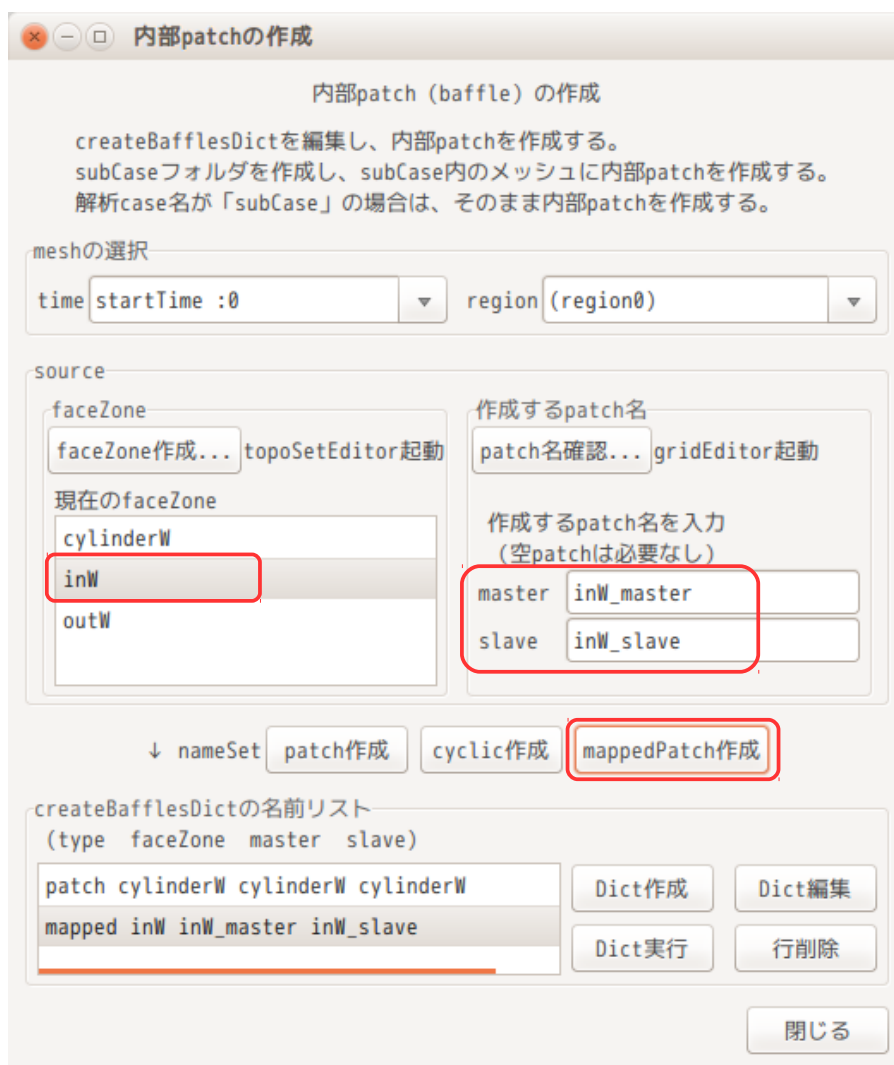 内部patchの作成
内部patch (baffle) の作成
createBafflesDictを編集し、内部patchを作成する。
subCaseフォルダを作成し、subCase内のメッシュに内部patchを作成する。
解析case名が「subCase」の場合は、そのまま内部patchを作成する。
meshの選択
time startTime :0 region (region0)
source
faceZone
faceZone作成... topoSetEditor起動
現在のfaceZone
cylinderW
inW
outW
作成するpatch名
patch名確認... gridEditor起動
作成するpatch名を入力
(空patchは必要なし)
master inW_master
slave inW_slave
↓ nameSet patch作成 cyclic作成 mappedPatch作成
createBafflesDictの名前リスト
(type faceZone master slave)
patch cylinderW cylinderW cylinderW
mapped inW inW_master inW_slave
Dict作成 Dict編集
Dict実行 行削除
閉じる